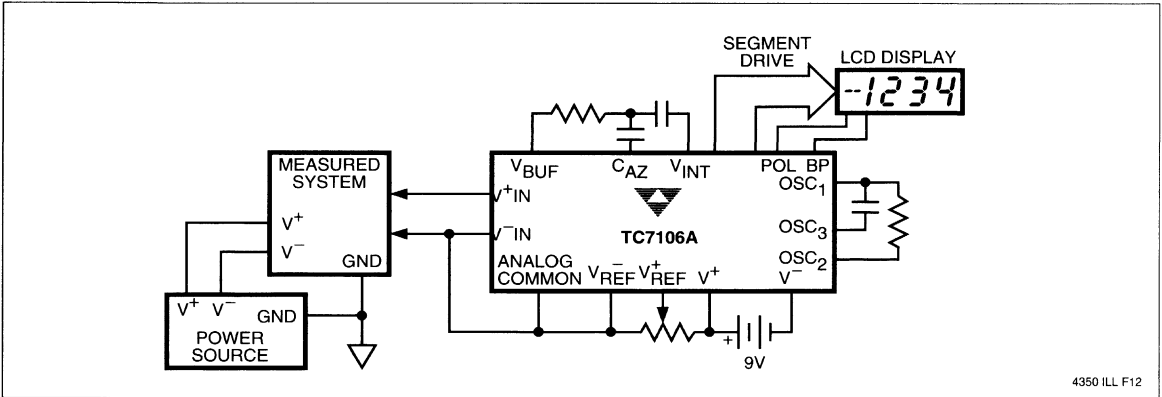 SEGMENT
DRIVE
LCD DISPLAY
--1234
MEASURED
SYSTEM
V+
V−
GND
V+
V−
GND
POWER
SOURCE
VBUF
CAZ
VINT
POL
BP
V+IN
V−IN
TC7106A
OSC1
OSC3
OSC2
ANALOG
COMMON
V−REF
V+REF
V+
V−
+
9V
4350 ILL F12